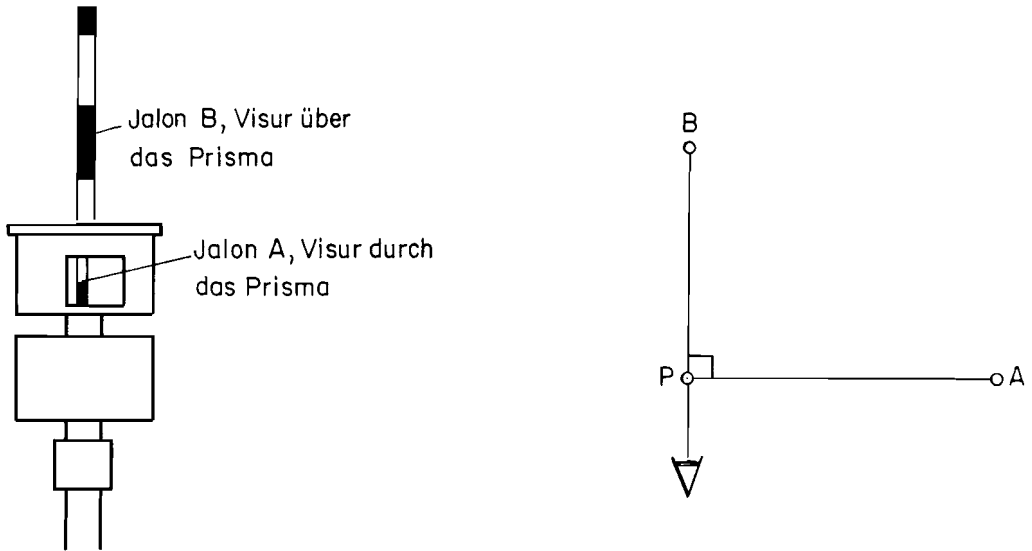 Jalon B, Visur über
das Prisma
Jalon A, Visur durch
das Prisma
B
P
A